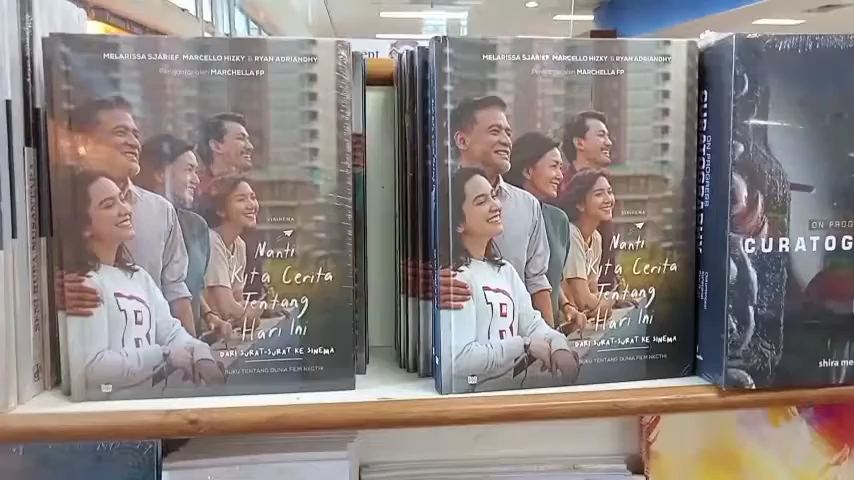 MELARISSA SJARIEF MARCELLO HIZKY & RYAN ADRIANDHY
Pengantar oleh MARCHELLA FP
Nanti
Kita Cerita
Tentang
Hari Ini
DARI SURAT-SURAT KE SINEMA
BUKU TENTANG DUNIA FILM NKCTHI
B
MELARISSA SJARIEF MARCELLO HIZKY & RYAN ADRIANDHY
Pengantar oleh MARCHELLA FP
Nanti
Kita Cerita
Tentang
Hari Ini
DARI SURAT-SURAT KE SINEMA
BUKU TENTANG DUNIA FILM NKCTHI
B
ON PROGRESS
ON PROG
CURATOG
shira me